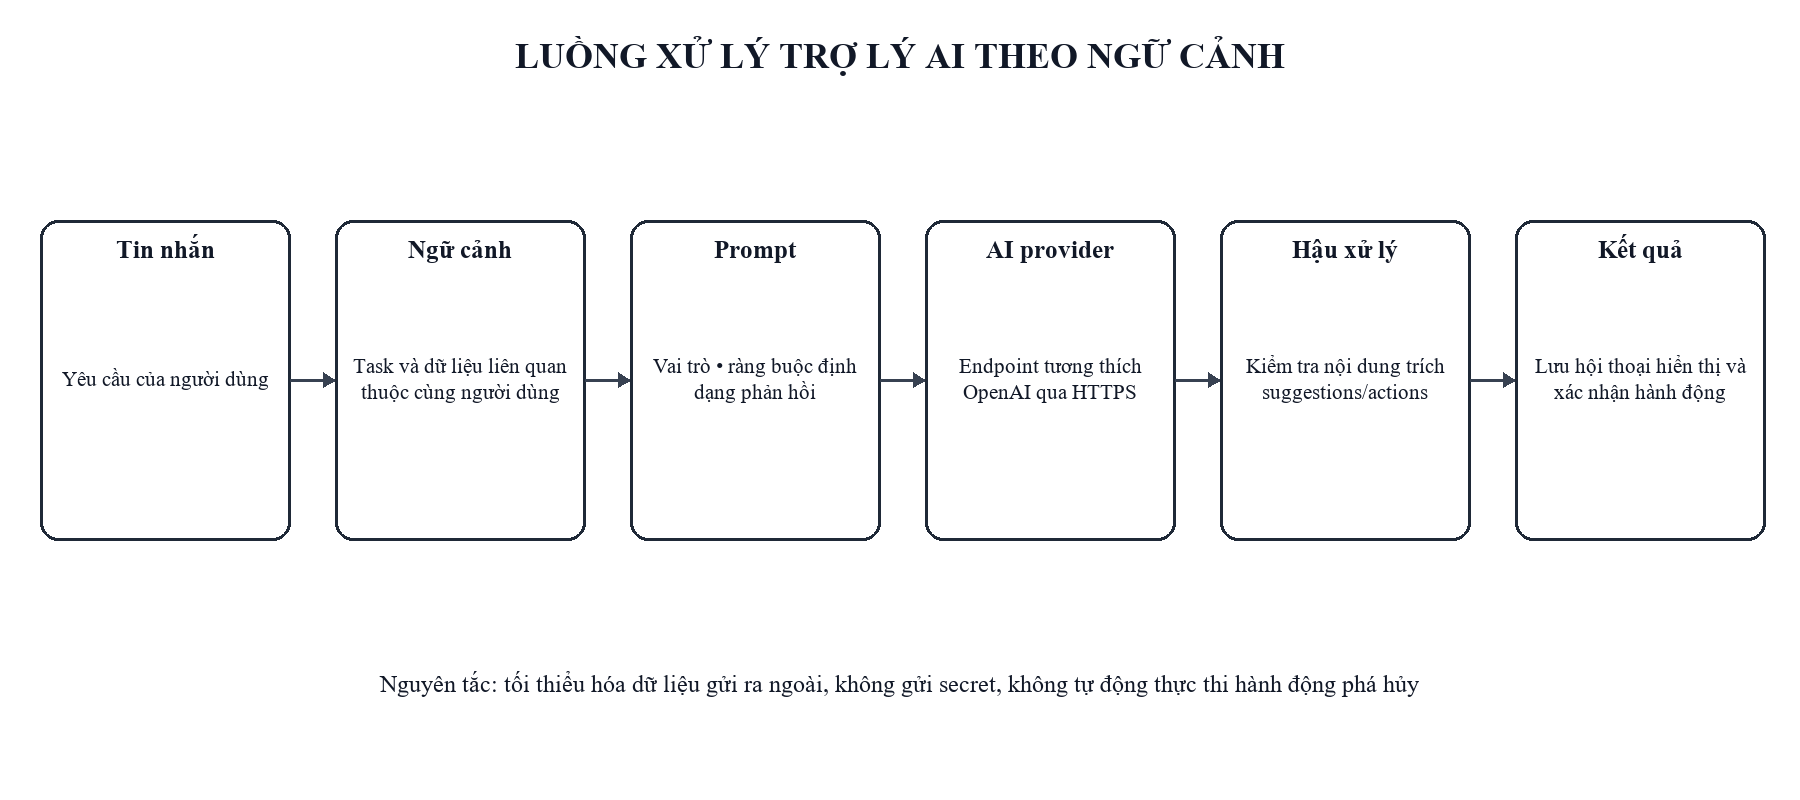 LUỒNG XỬ LÝ TRỢ LÝ AI THEO NGỮ CẢNH
Tin nhắn
Yêu cầu của người dùng
Ngữ cảnh
Task và dữ liệu liên quan
thuộc cùng người dùng
Prompt
Vai trò • ràng buộc định
dạng phản hồi
AI provider
Endpoint tương thích
OpenAI qua HTTPS
Hậu xử lý
Kiểm tra nội dung trích
suggestions/actions
Kết quả
Lưu hội thoại hiển thị và
xác nhận hành động
Nguyên tắc: tối thiểu hóa dữ liệu gửi ra ngoài, không gửi secret, không tự động thực thi hành động phá hủy